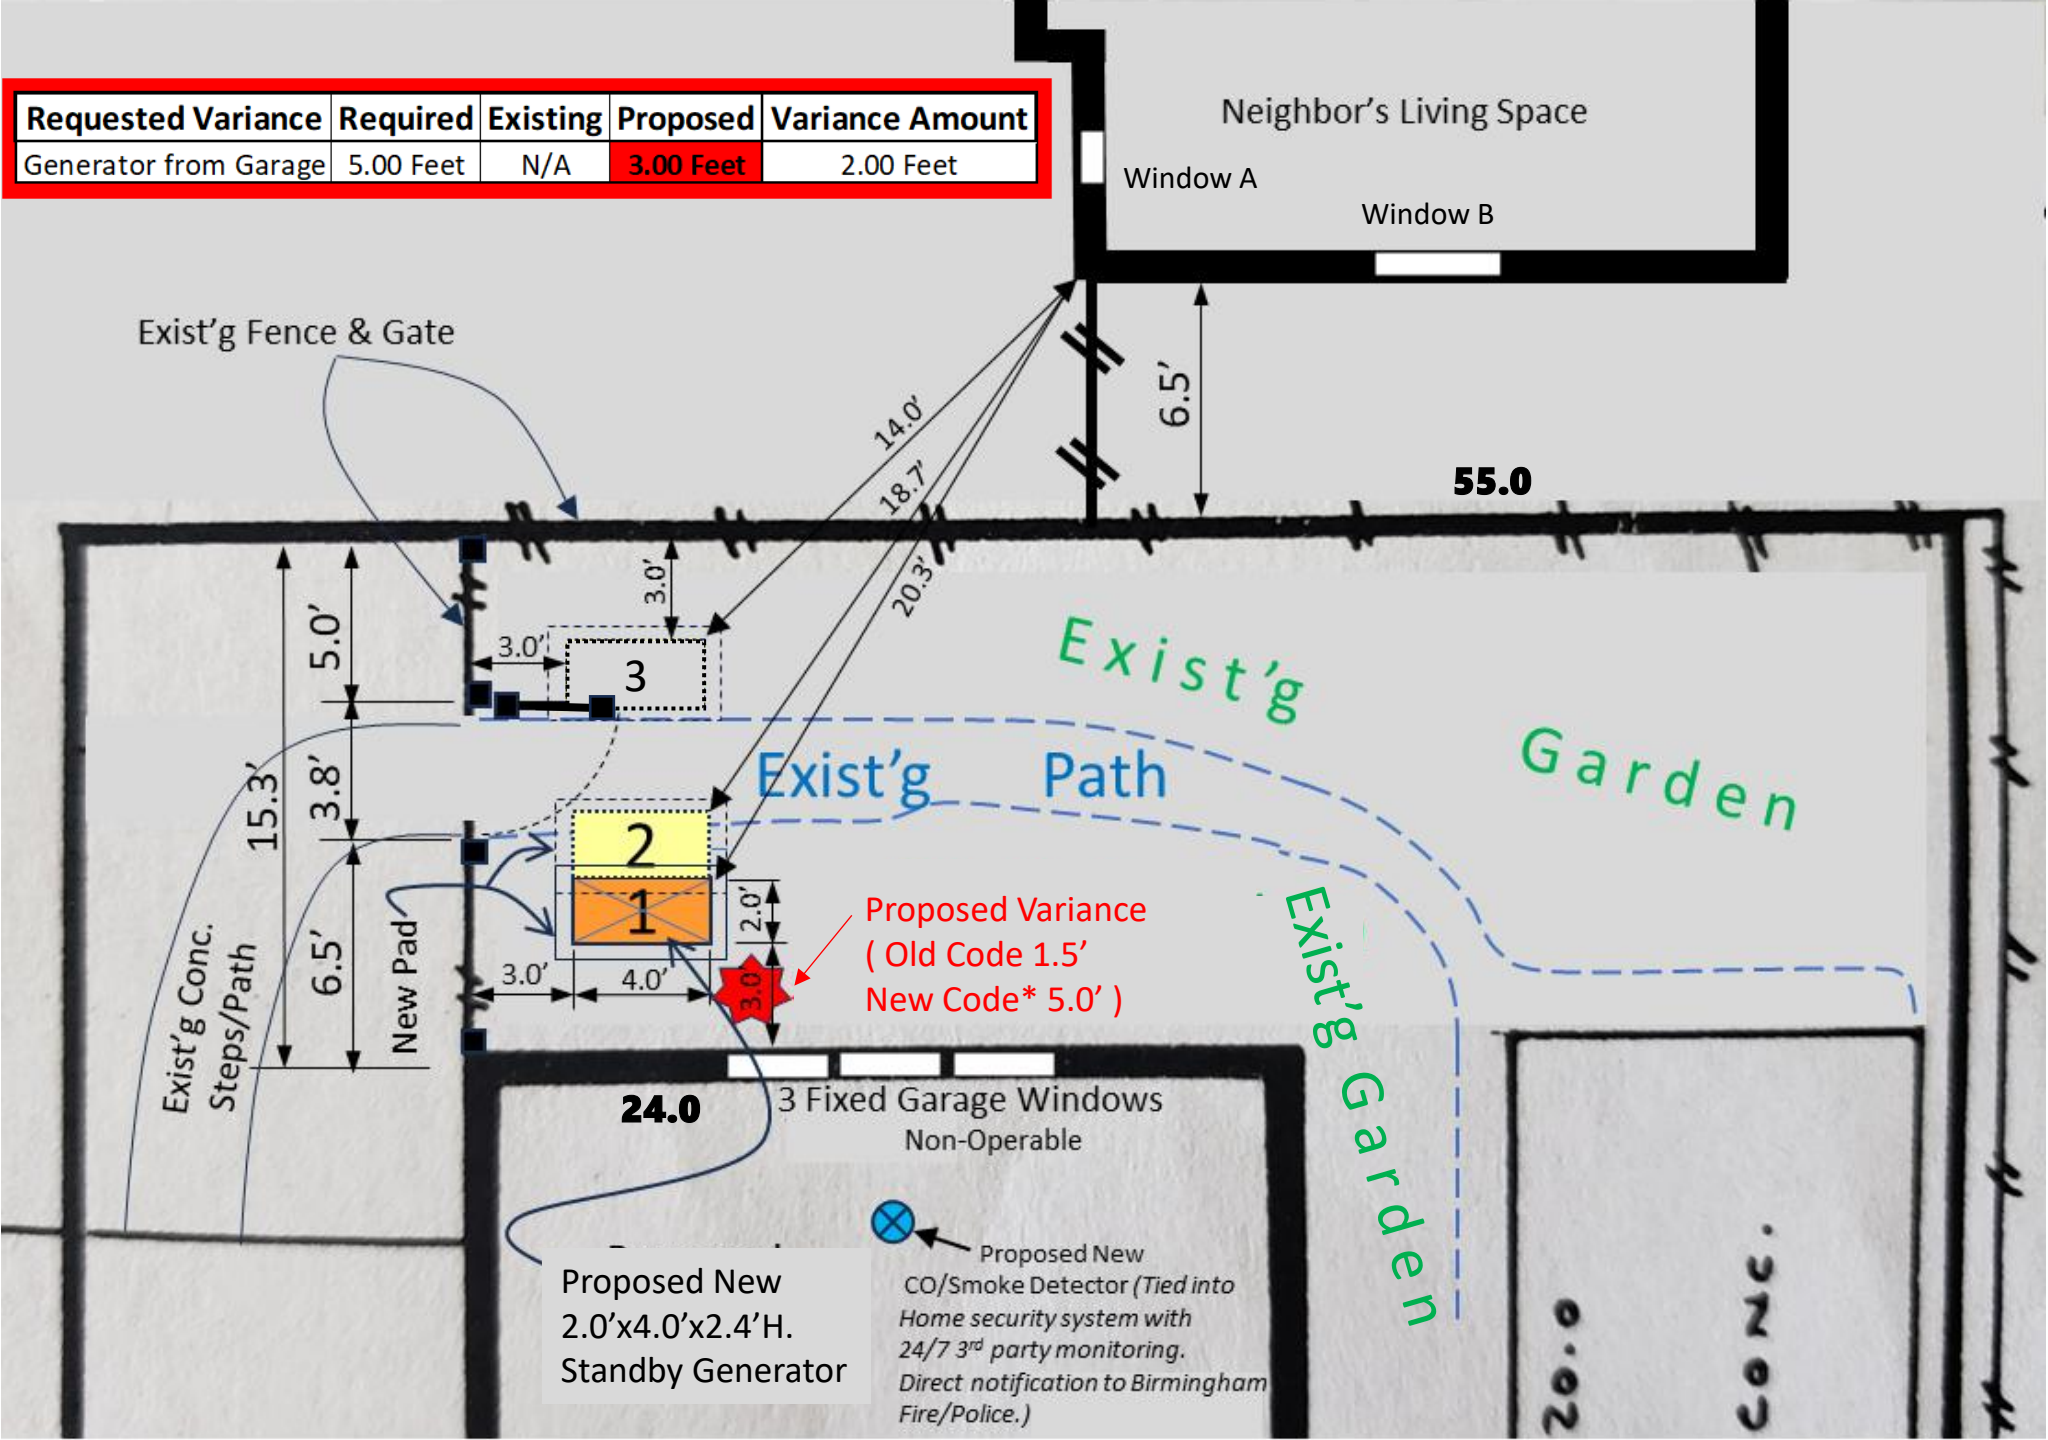 Requested Variance Required Existing Proposed Variance Amount
Generator from Garage 5.00 Feet N/A 3.00 Feet 2.00 Feet
Neighbor's Living Space
Window A
Window B
Exist'g Fence & Gate
14.0'
18.7'
20.3'
6.5'
55.0
3.0'
5.0'
3.0'
3
15.3'
3.8'
Exist'g Path
Exist'g Garden
2
1
2.0'
6.5'
3.0'
4.0'
3.0'
New Pad
Exist'g Conc.
Steps/Path
Proposed Variance
( Old Code 1.5'
New Code* 5.0' )
Exist'g Garden
24.0
3 Fixed Garage Windows
Non-Operable
Proposed New
2.0'x4.0'x2.4'H.
Standby Generator
Proposed New
CO/Smoke Detector (Tied into
Home security system with
24/7 3rd party monitoring.
Direct notification to Birmingham
Fire/Police.)
20.0
CONC.